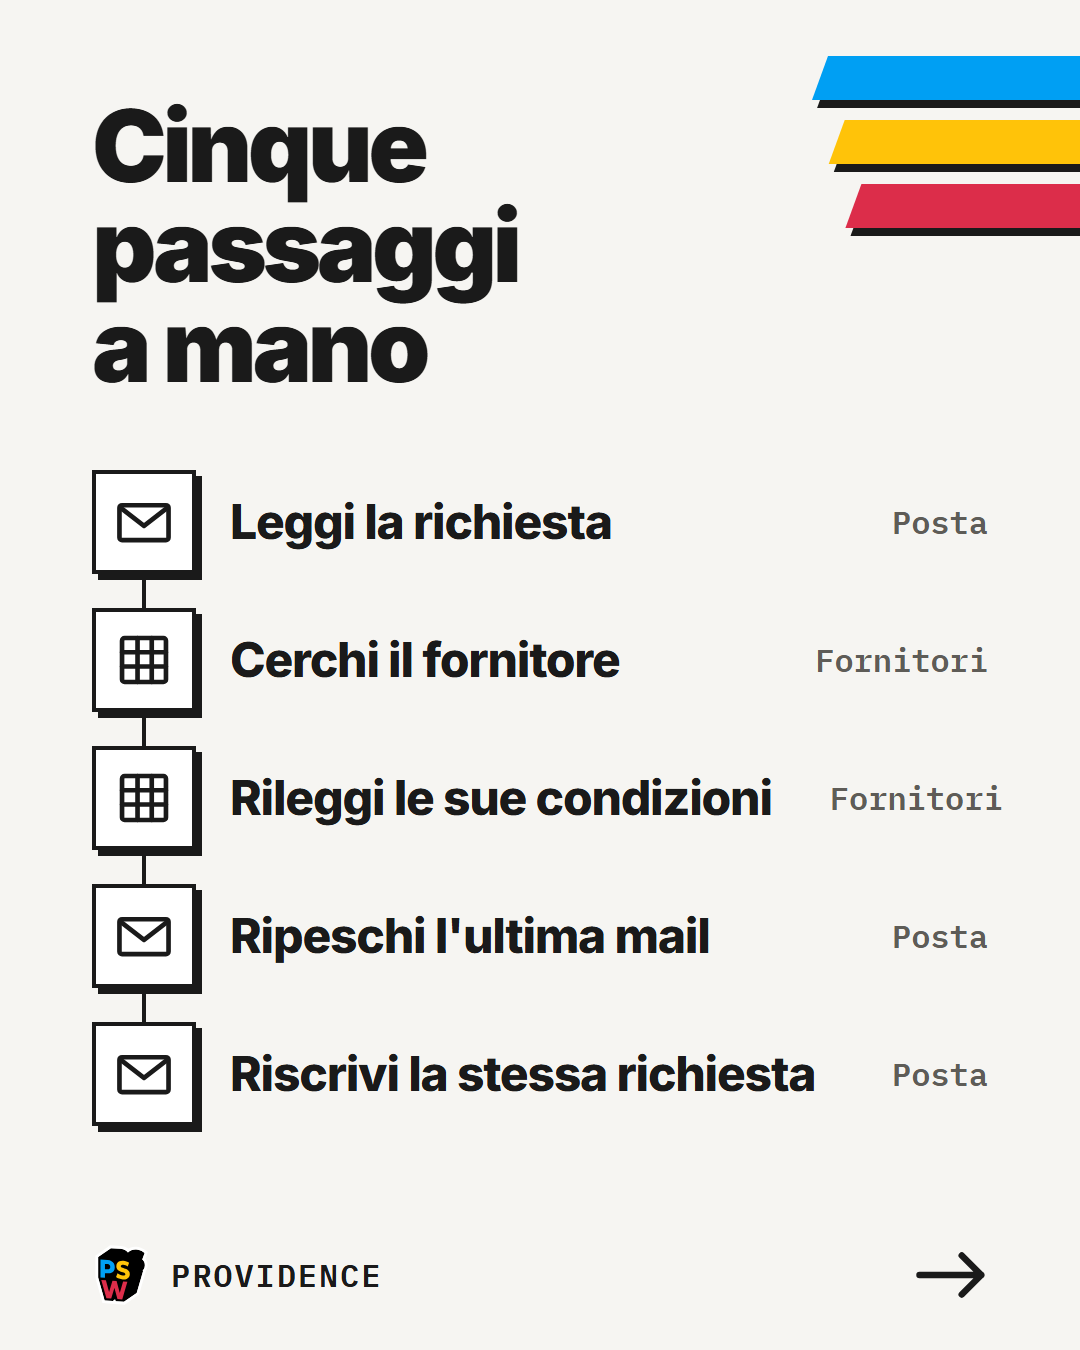 Cinque
passaggi
a mano
Leggi la richiesta
Posta
Cerchi il fornitore
Fornitori
Rileggi le sue condizioni
Fornitori
Ripeschi l'ultima mail
Posta
Riscrivi la stessa richiesta
Posta
PSW
PROVIDENCE